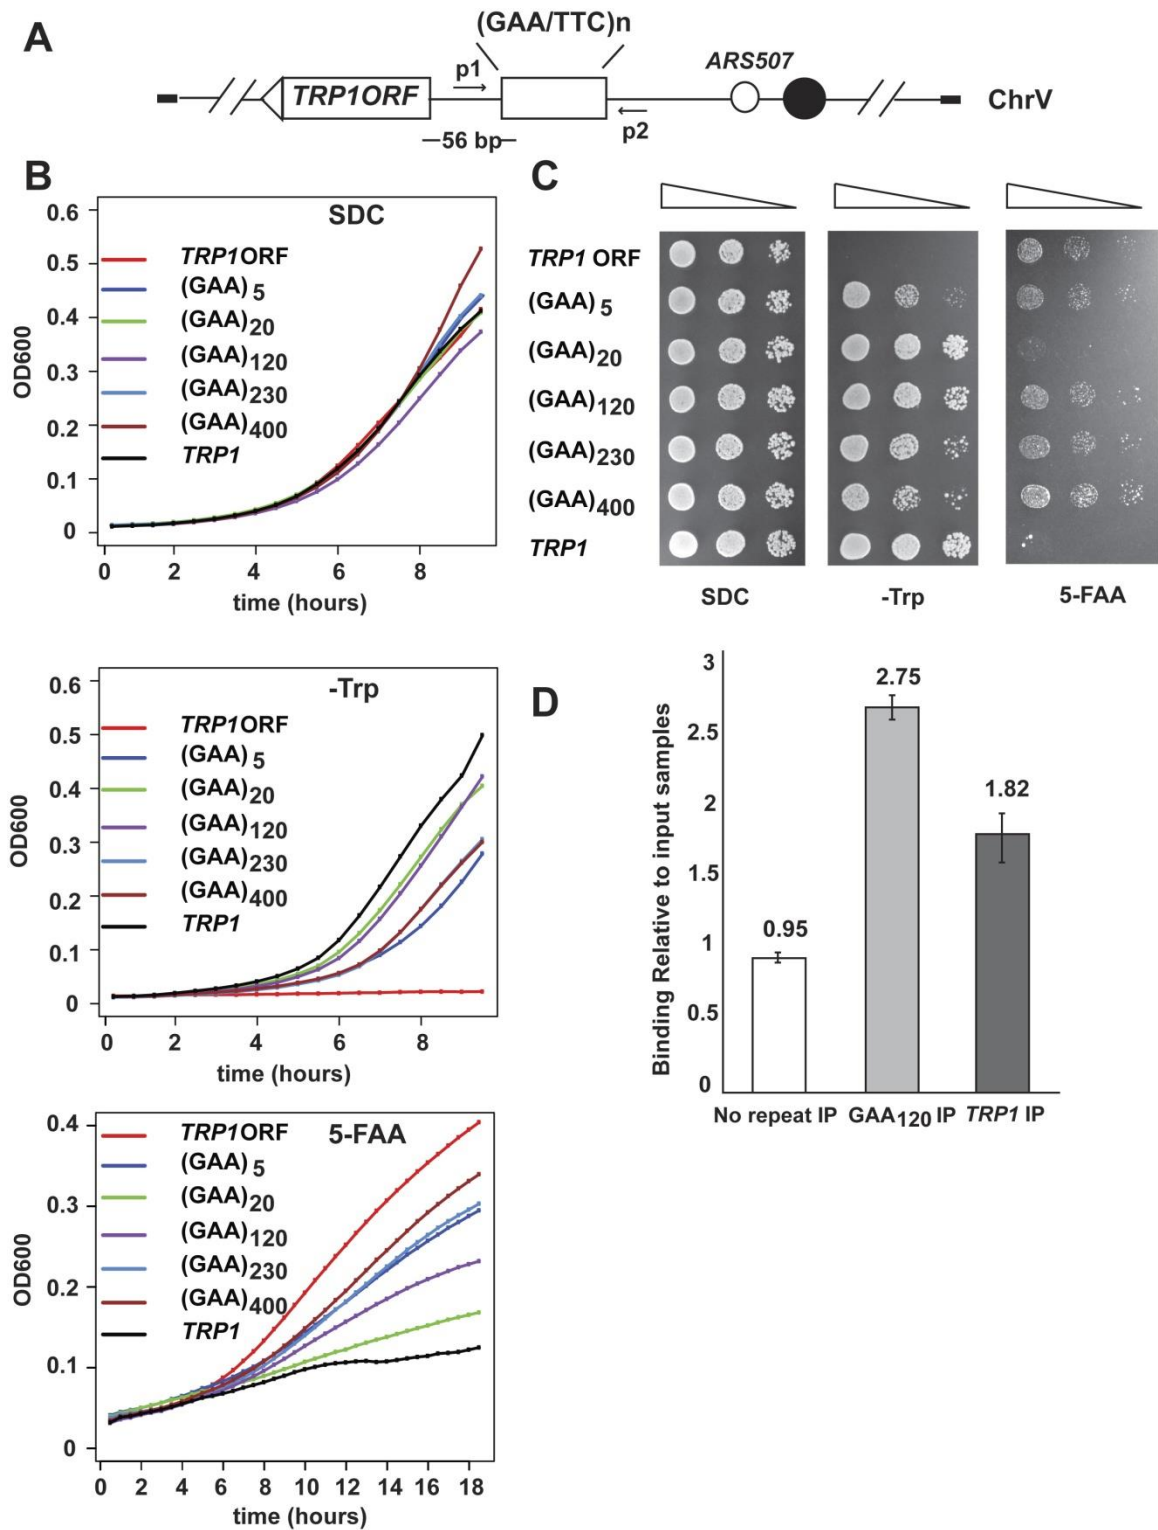 A
(GAA/TTC)n
p1
ARS507
TRP1ORF
ChrV
p2
56 bp
B
SDC
0.6
0.5
0.4
0.3
0.2
0.1
0
OD600
TRP1ORF
(GAA)5
(GAA)20
(GAA)120
(GAA)230
(GAA)400
TRP1
0 2 4 6 8
time (hours)
-Trp
0.6
0.5
0.4
0.3
0.2
0.1
0
OD600
TRP1ORF
(GAA)5
(GAA)20
(GAA)120
(GAA)230
(GAA)400
TRP1
0 2 4 6 8
time (hours)
5-FAA
0.4
0.3
0.2
0.1
0
OD600
TRP1ORF
(GAA)5
(GAA)20
(GAA)120
(GAA)230
(GAA)400
TRP1
0 2 4 6 8 10 12 14 16 18
time (hours)
C
TRP1 ORF
(GAA)5
(GAA)20
(GAA)120
(GAA)230
(GAA)400
TRP1
SDC -Trp 5-FAA
D
3
2.5
2
1.5
1
0.5
0
Binding Relative to input samples
0.95
2.75
1.82
No repeat IP GAA120 IP TRP1 IP